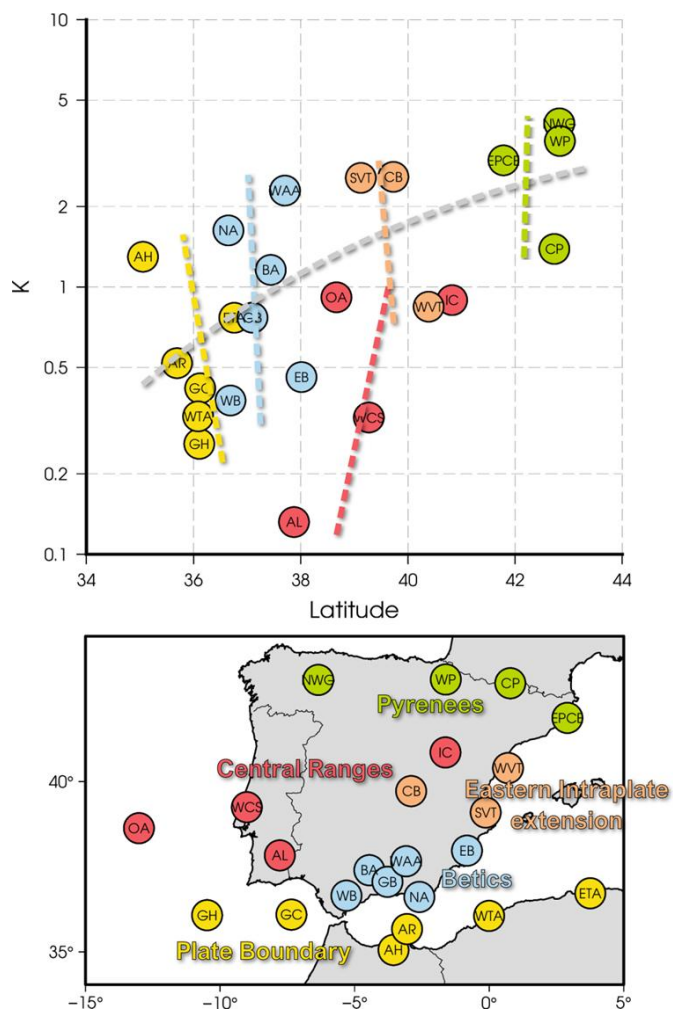 10
5
2
1
0.5
0.2
0.1
K
NWG
WP
EPCB
CP
SVT
CB
WAA
NA
BA
AH
OA
WVT
IC
ETA
GB
AR
GC
WB
EB
WTA
WCS
GH
AL
34 36 38 40 42 44
Latitude
NWG WP CP
Pyrenees
EPCB
IC
Central Ranges
WVT
40°
CB
Eastern Intraplate
extension
WCS
SVT
OA
AL
EB
BA WAA
GB
Betics
WB NA
ETA
GH GC
WTA
AR
Plate Boundary
AH
35°
−15° −10° −5° 0° 5°